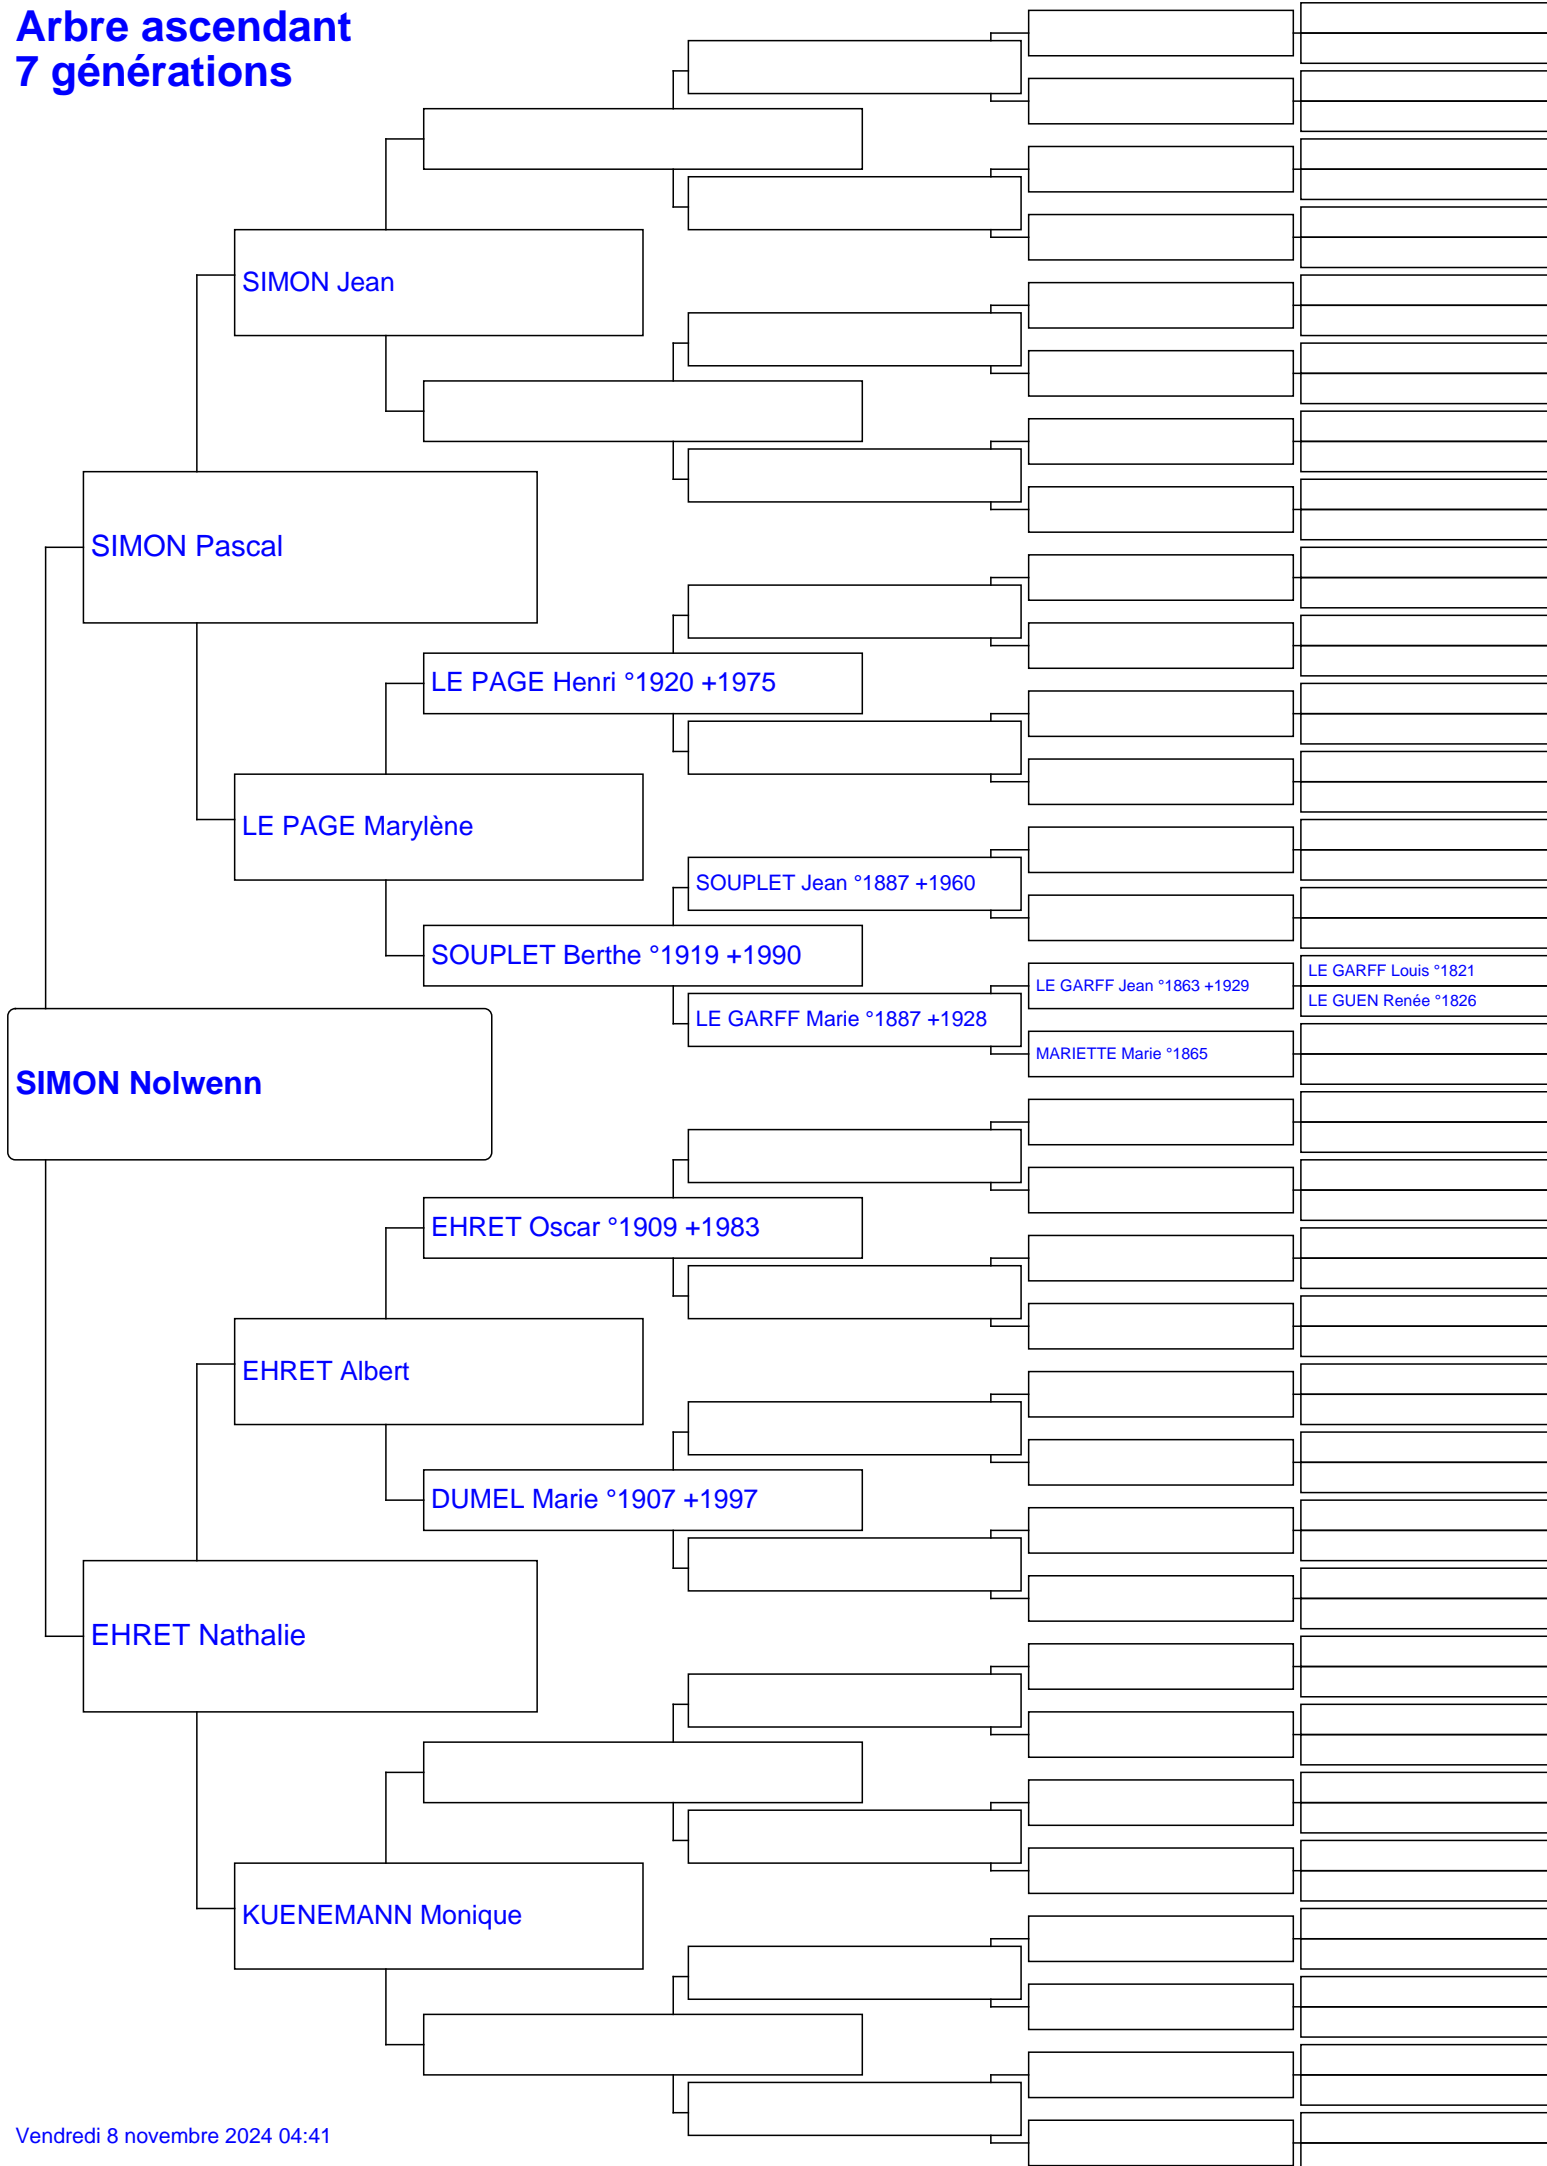 Arbre ascendant
7 générations
SIMON Jean
SIMON Pascal
LE PAGE Henri °1920 +1975
LE PAGE Marylène
SOUPLET Jean °1887 +1960
SOUPLET Berthe °1919 +1990
LE GARFF Louis °1821
LE GARFF Jean °1863 +1929
LE GUEN Renée °1826
LE GARFF Marie °1887 +1928
MARIETTE Marie °1865
SIMON Nolwenn
EHRET Oscar °1909 +1983
EHRET Albert
DUMEL Marie °1907 +1997
EHRET Nathalie
KUENEMANN Monique
Vendredi 8 novembre 2024 04:41